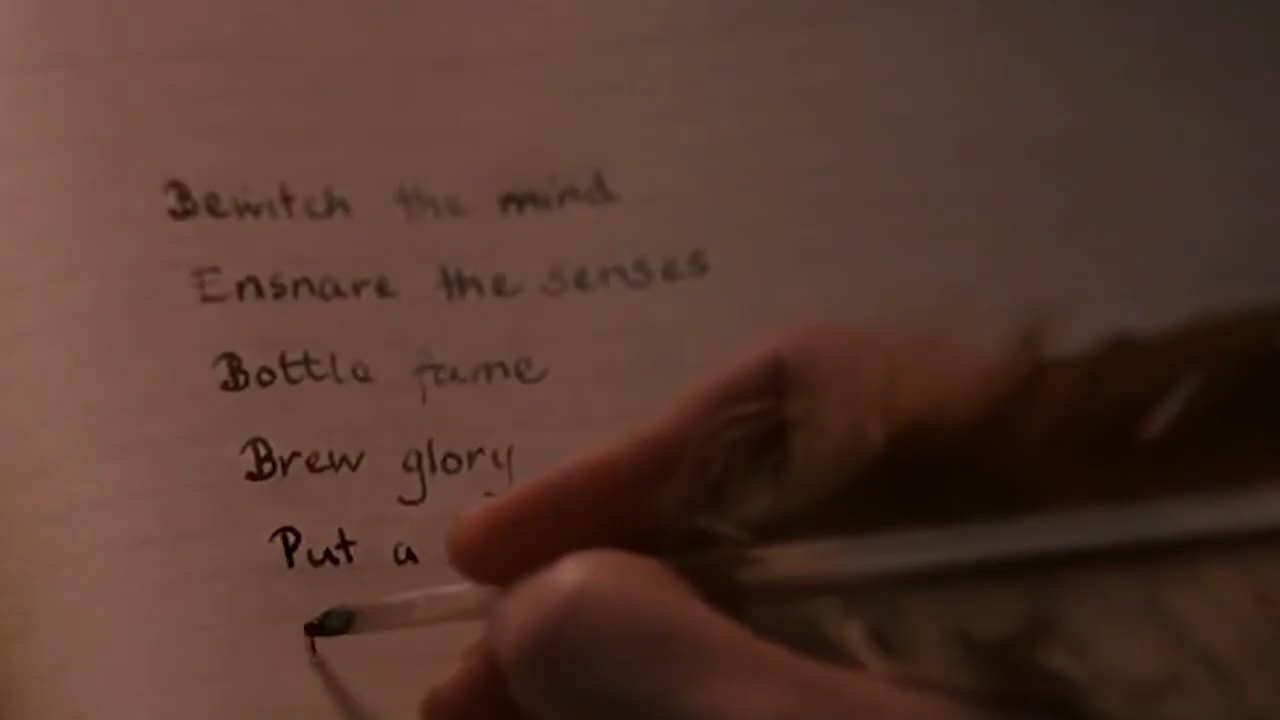 Bewitch the mind
Ensnare the senses
Bottle fame
Brew glory
Put a